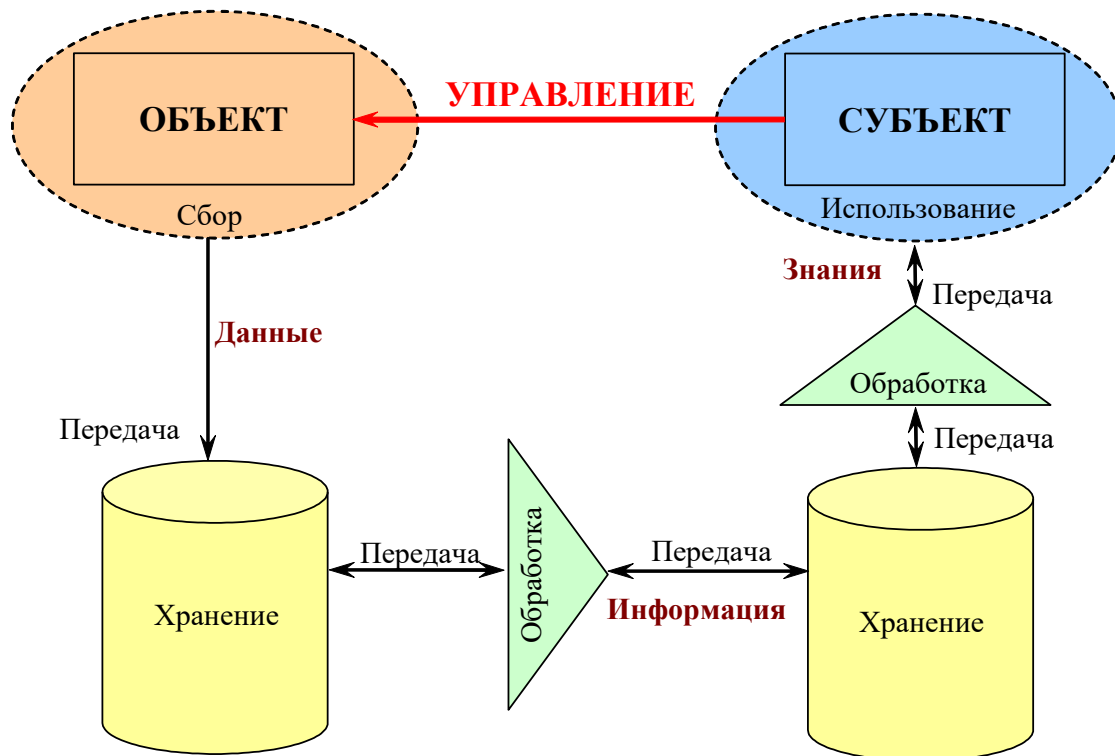 УПРАВЛЕНИЕ
ОБЪЕКТ
СУБЪЕКТ
Сбор
Использование
Знания
Передача
Данные
Обработка
Передача
Передача
Передача
Обработка
Передача
Информация
Хранение
Хранение